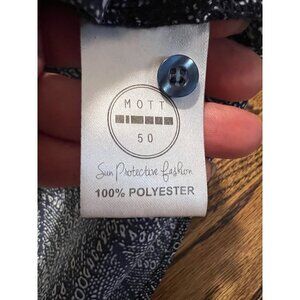 MOTT
50
Sun Protective Fashion
100% POLYESTER